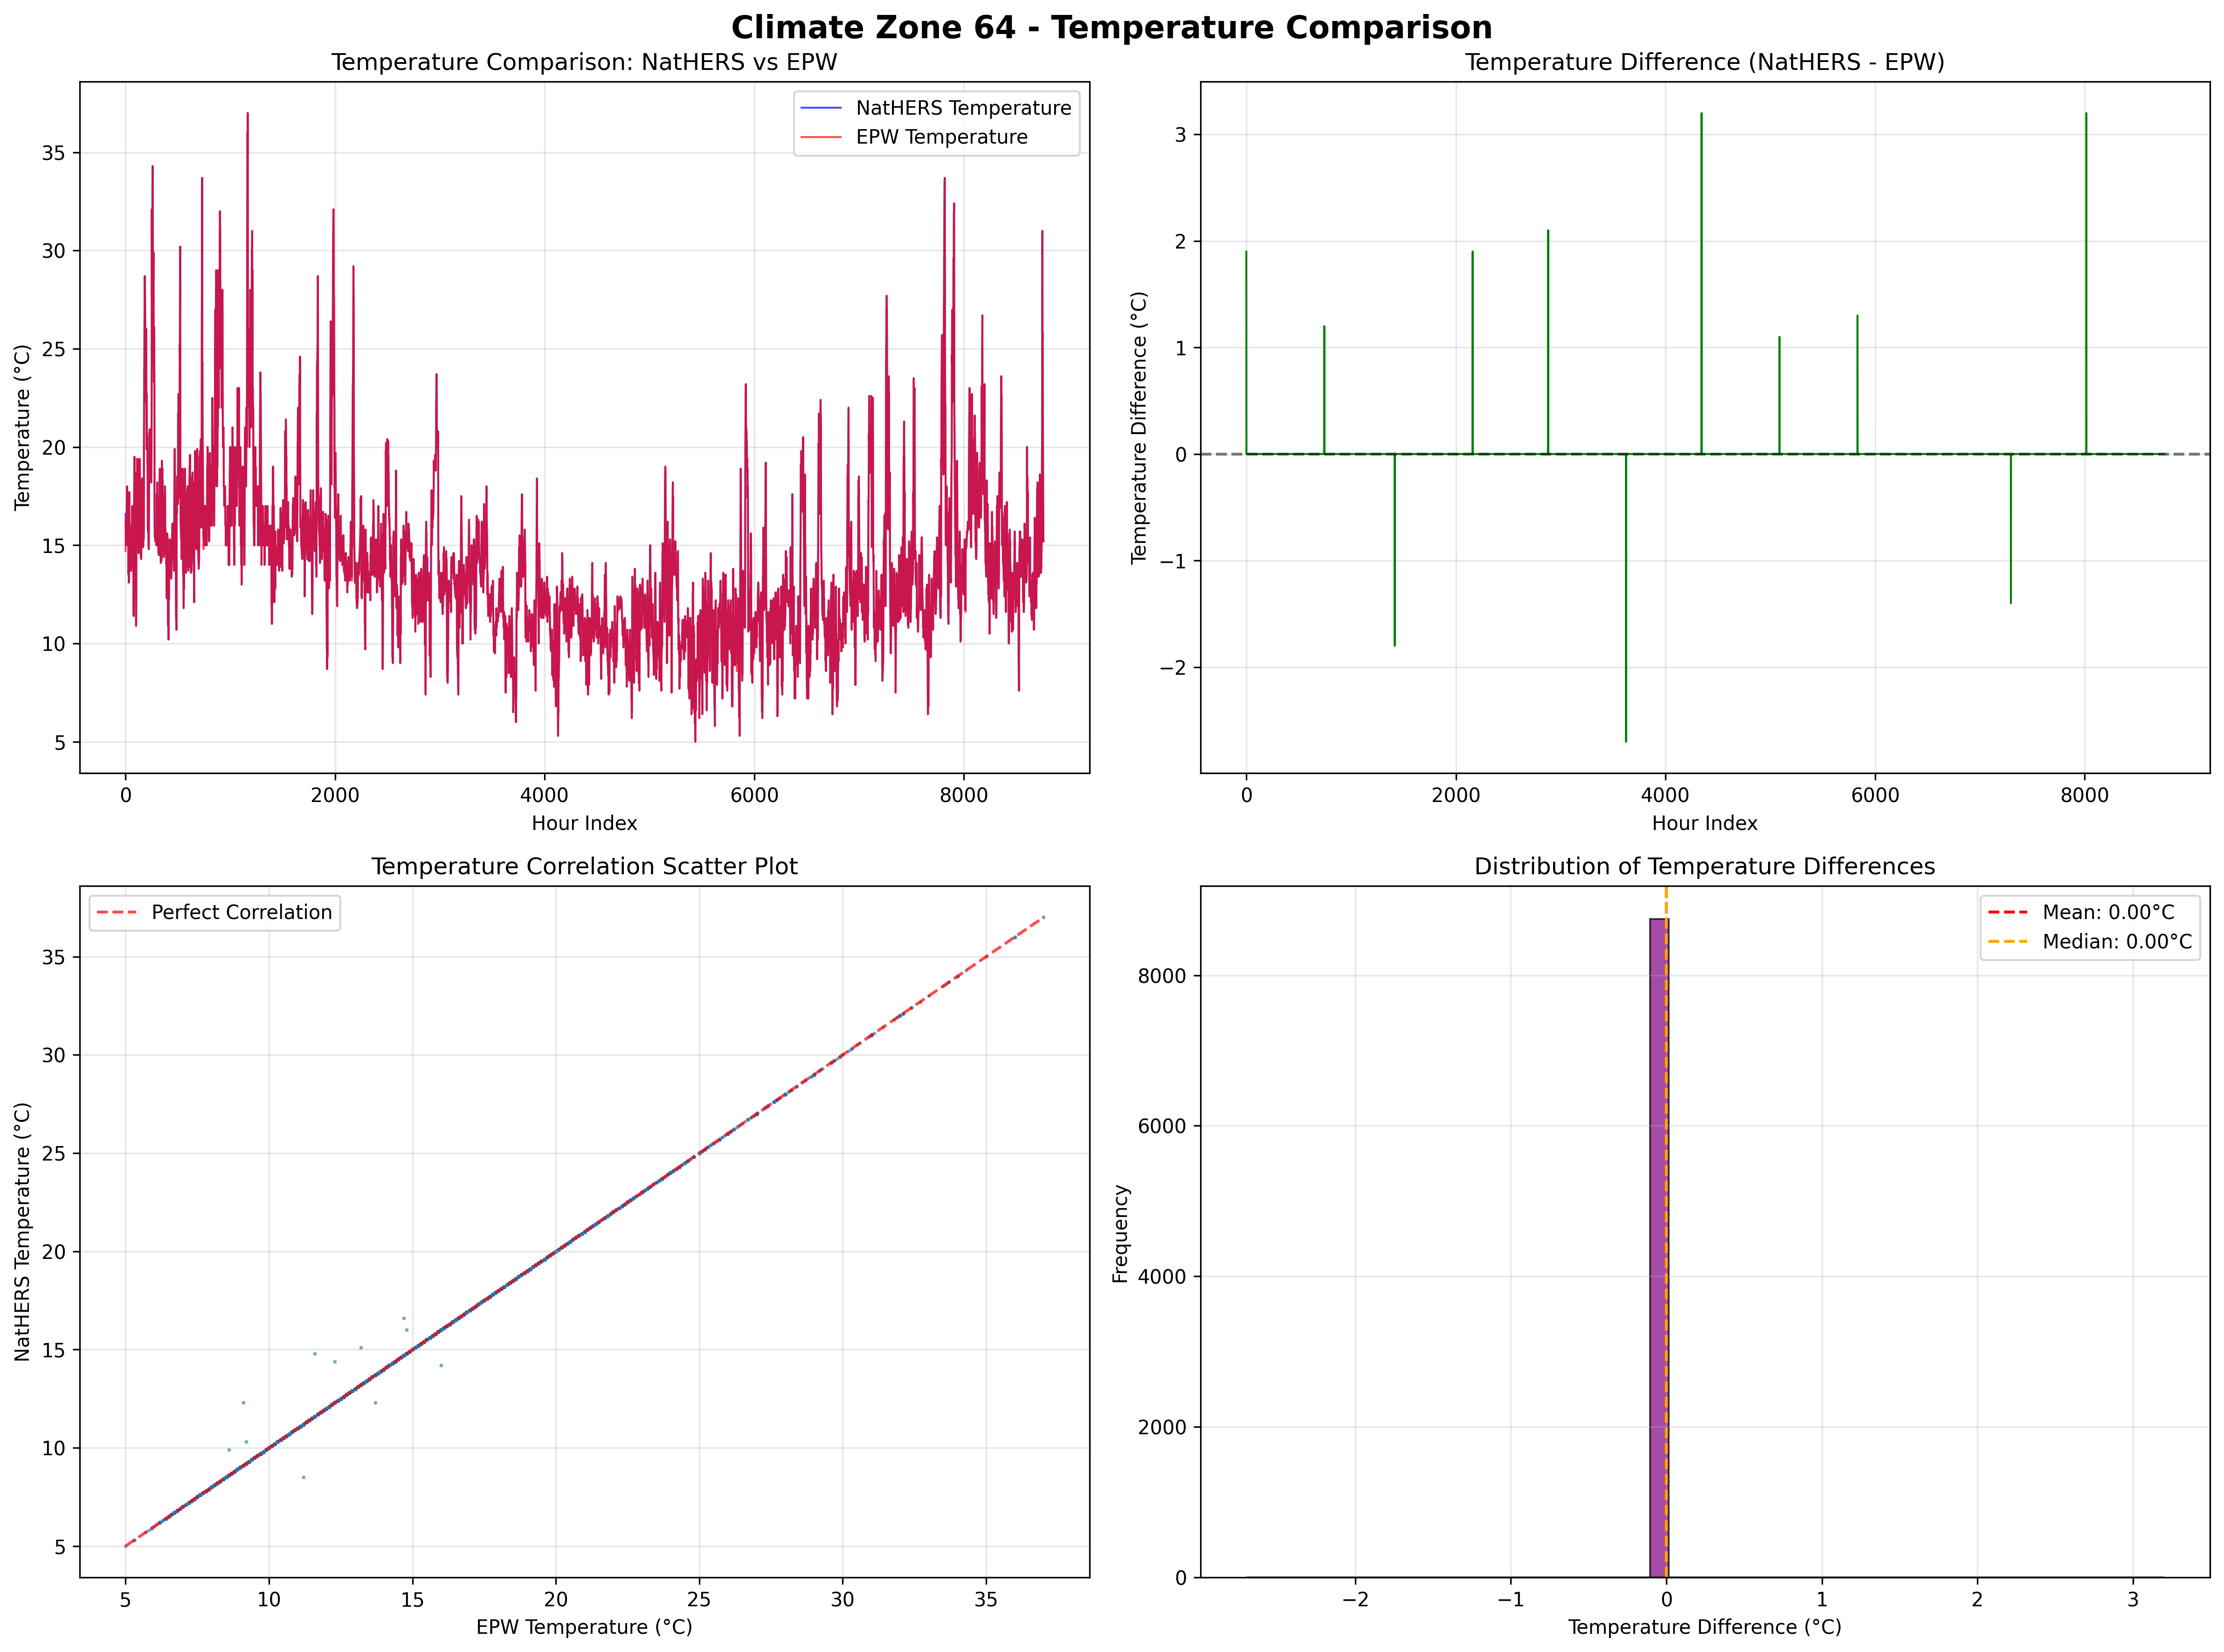 Climate Zone 64 - Temperature Comparison
Temperature Comparison: NatHERS vs EPW
Temperature (°C)
35
30
25
20
15
10
5
NatHERS Temperature
EPW Temperature
0 2000 4000 6000 8000
Hour Index
Temperature Difference (NatHERS - EPW)
Temperature Difference (°C)
3
2
1
0
−1
−2
0 2000 4000 6000 8000
Hour Index
Temperature Correlation Scatter Plot
NatHERS Temperature (°C)
35
30
25
20
15
10
5
Perfect Correlation
5 10 15 20 25 30 35
EPW Temperature (°C)
Distribution of Temperature Differences
Frequency
8000
6000
4000
2000
0
Mean: 0.00°C
Median: 0.00°C
−2 −1 0 1 2 3
Temperature Difference (°C)